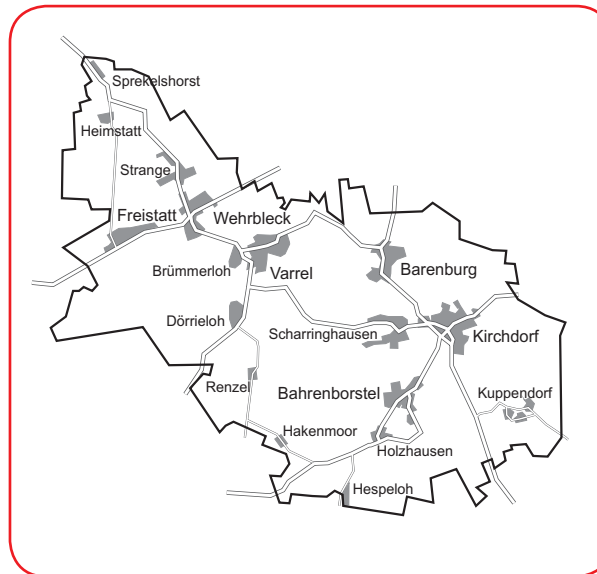 Sprekelshorst
Heimstatt
Strange
Freistatt
Wehrbleck
Brümmerloh
Varrel
Barenburg
Dörrieloh
Scharringhausen
Kirchdorf
Renzel
Bahrenborstel
Kuppendorf
Hakenmoor
Holzhausen
Hespeloh